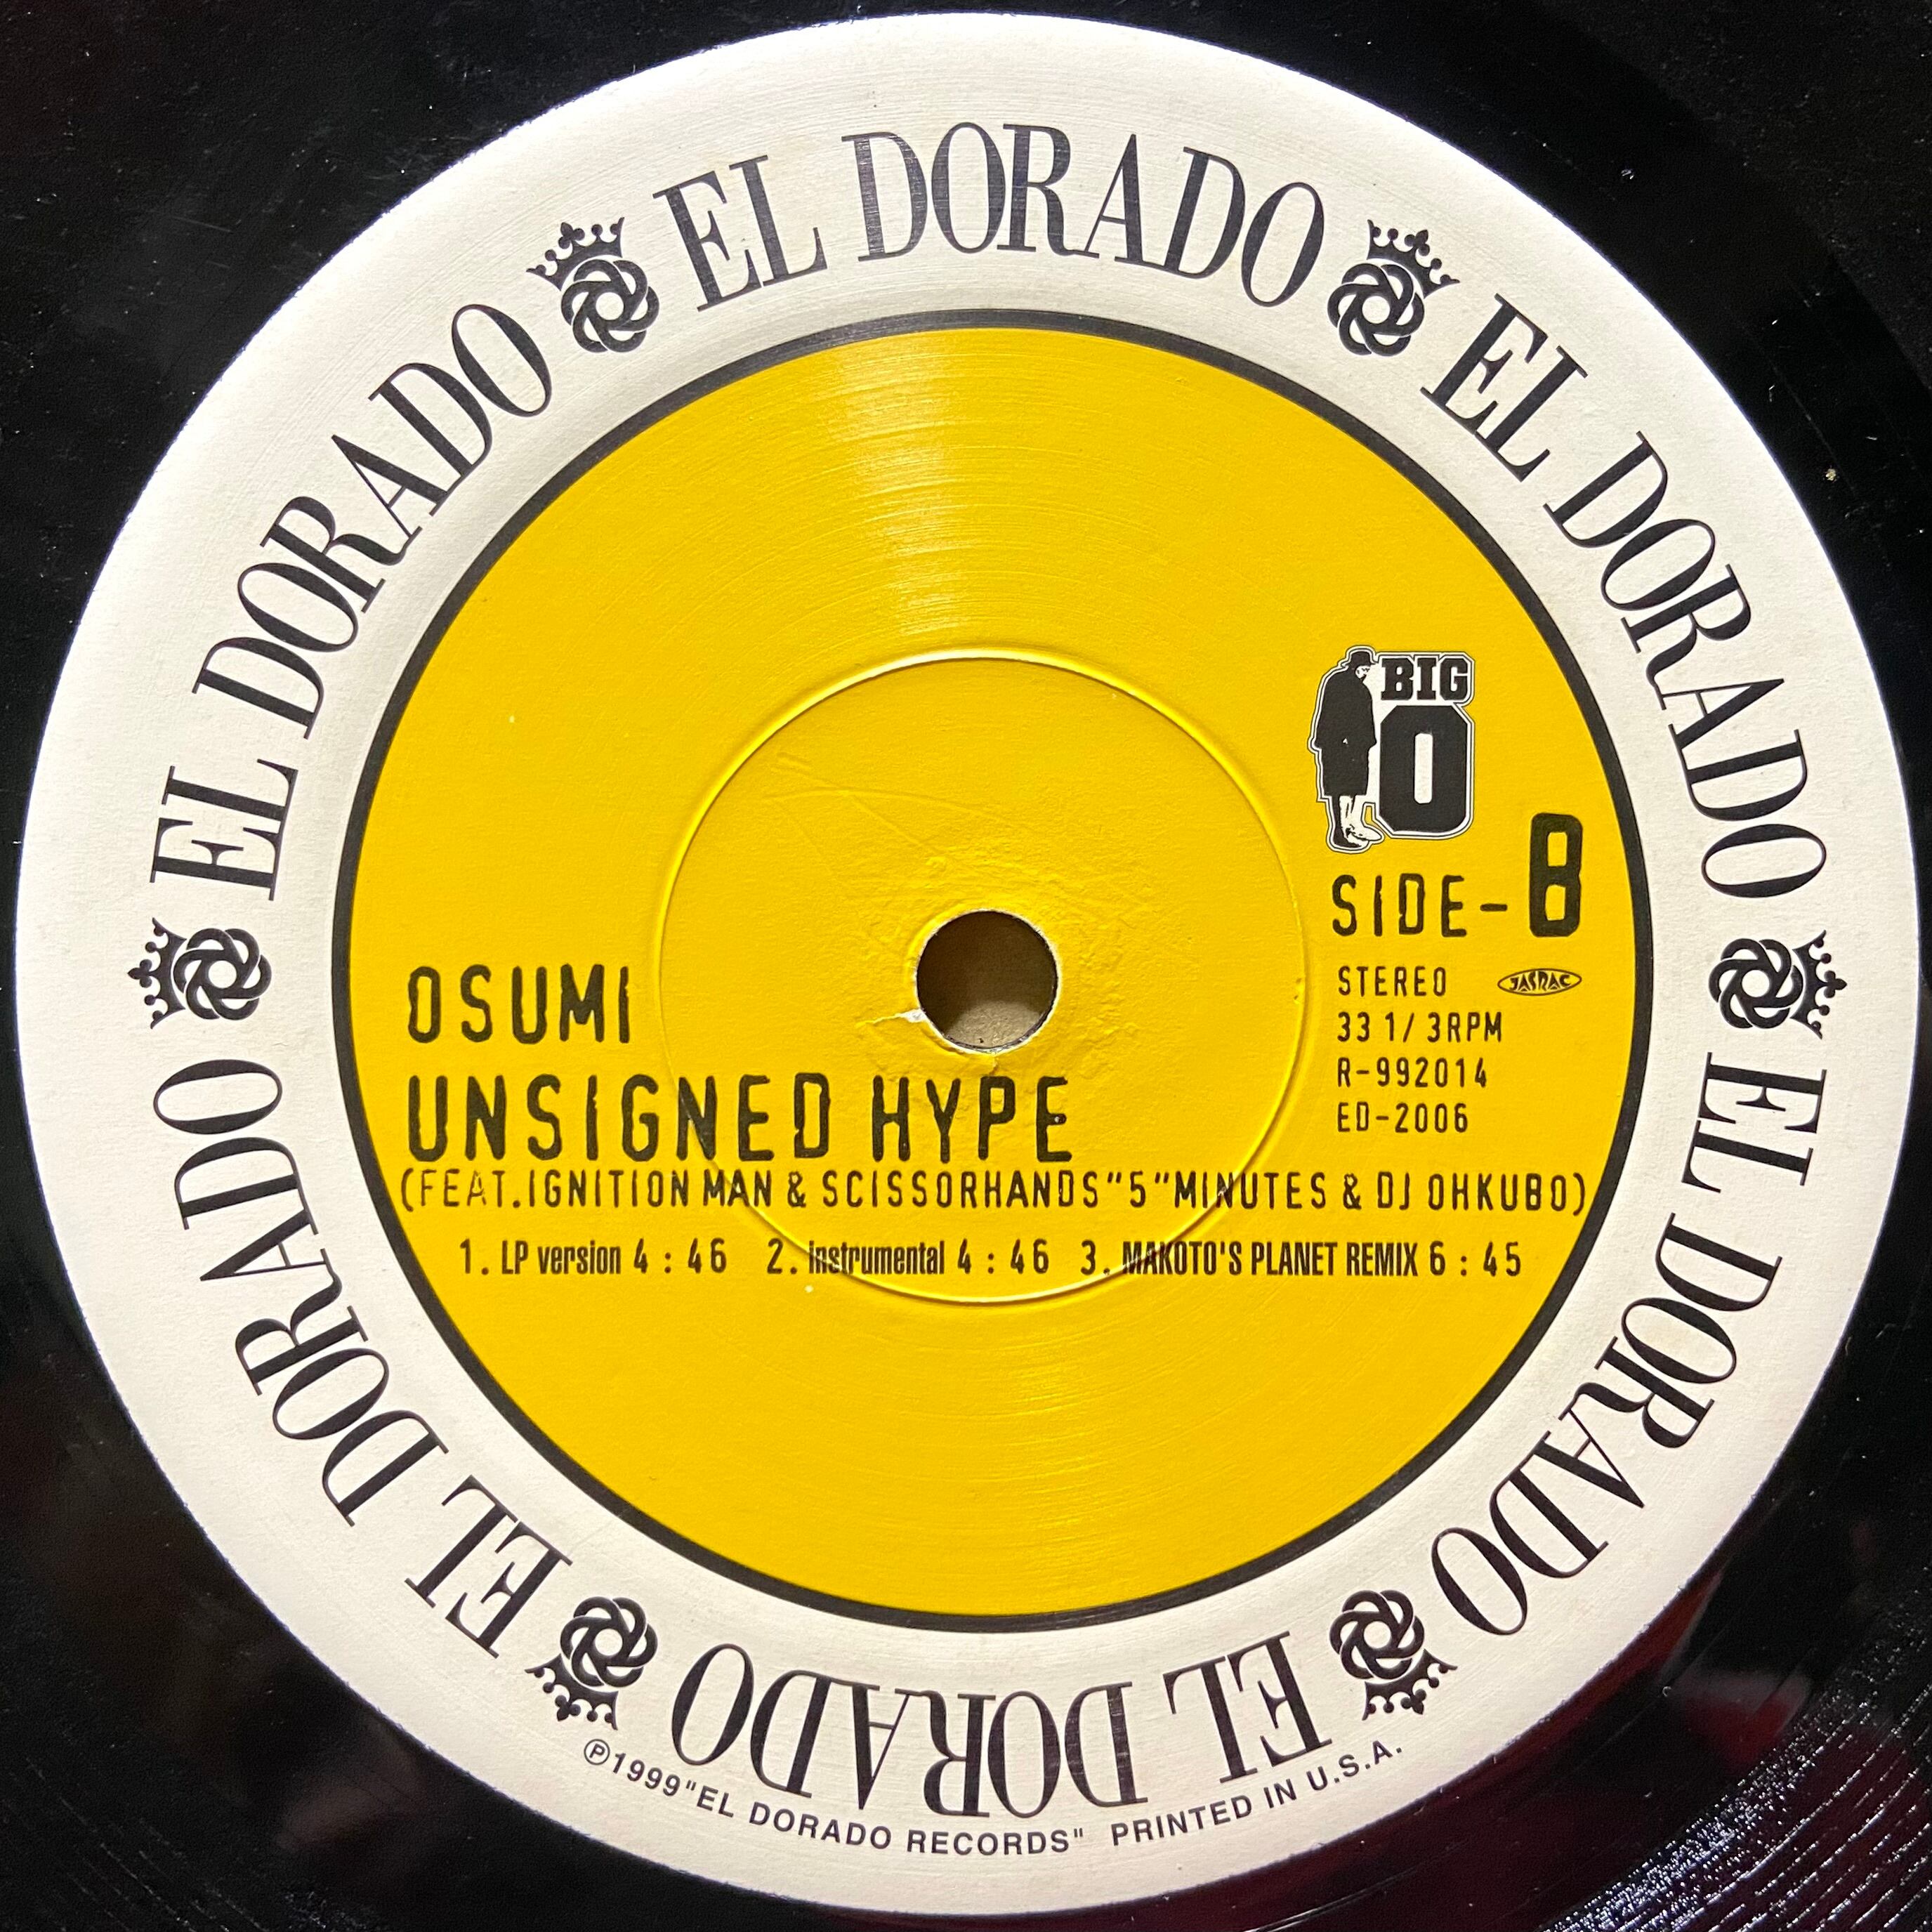 EL DORADO
EL DORADO
EL DORADO
EL DORADO
EL DORADO
EL DORADO
BIG
O
SIDE-B
STEREO JASRAC
33 1/3RPM
R-992014
ED-2006
OSUMI
UNSIGNED HYPE
(FEAT.IGNITION MAN & SCISSORHANDS"5"MINUTES & DJ OHKUBO)
1. LP version 4 : 46 2. instrumental 4 : 46 3. MAKOTO'S PLANET REMIX 6 : 45
℗1999"EL DORADO RECORDS" PRINTED IN U.S.A.